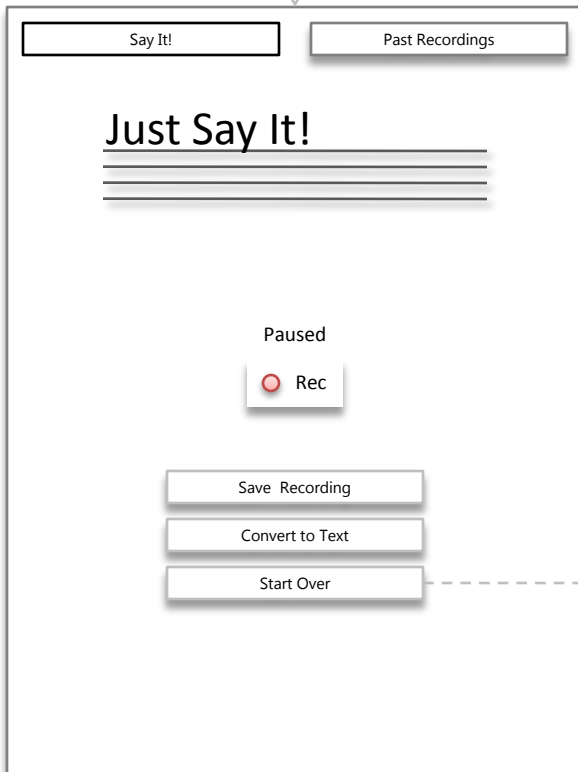 Say It!
Past Recordings
Just Say It!
Paused
Rec
Save Recording
Convert to Text
Start Over